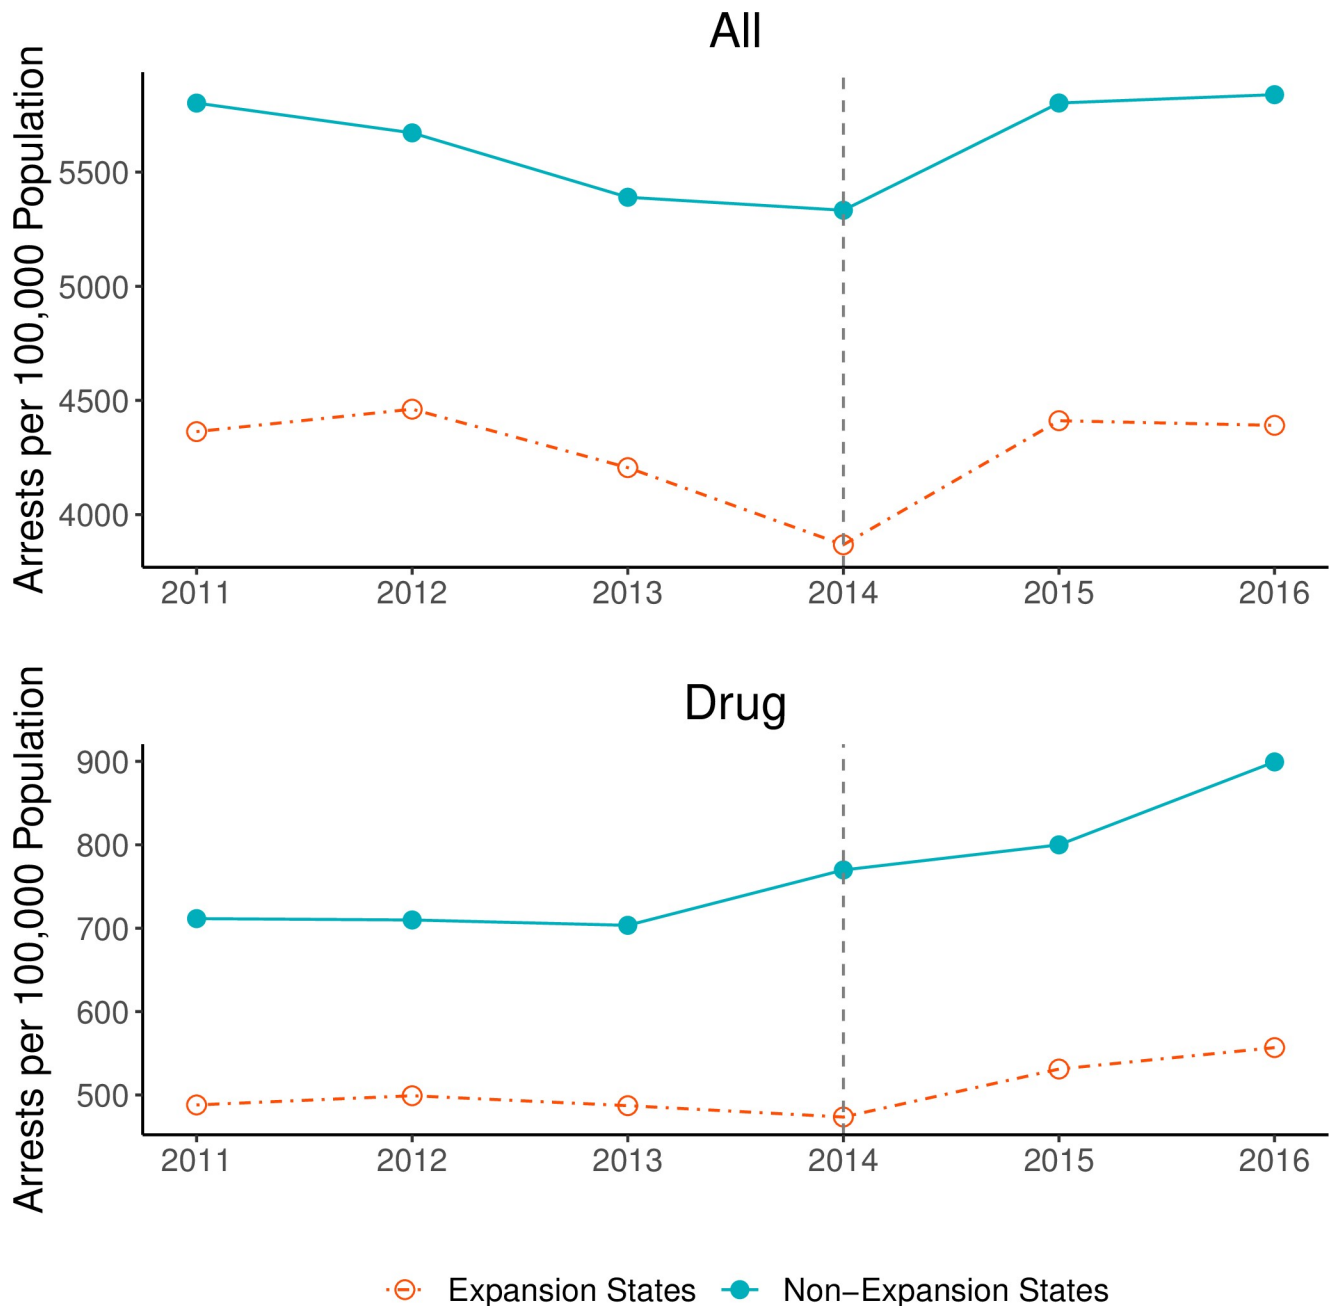 All
Arrests per 100,000 Population
5500
5000
4500
4000
2011 2012 2013 2014 2015 2016
Drug
Arrests per 100,000 Population
900
800
700
600
500
2011 2012 2013 2014 2015 2016
Expansion States Non−Expansion States